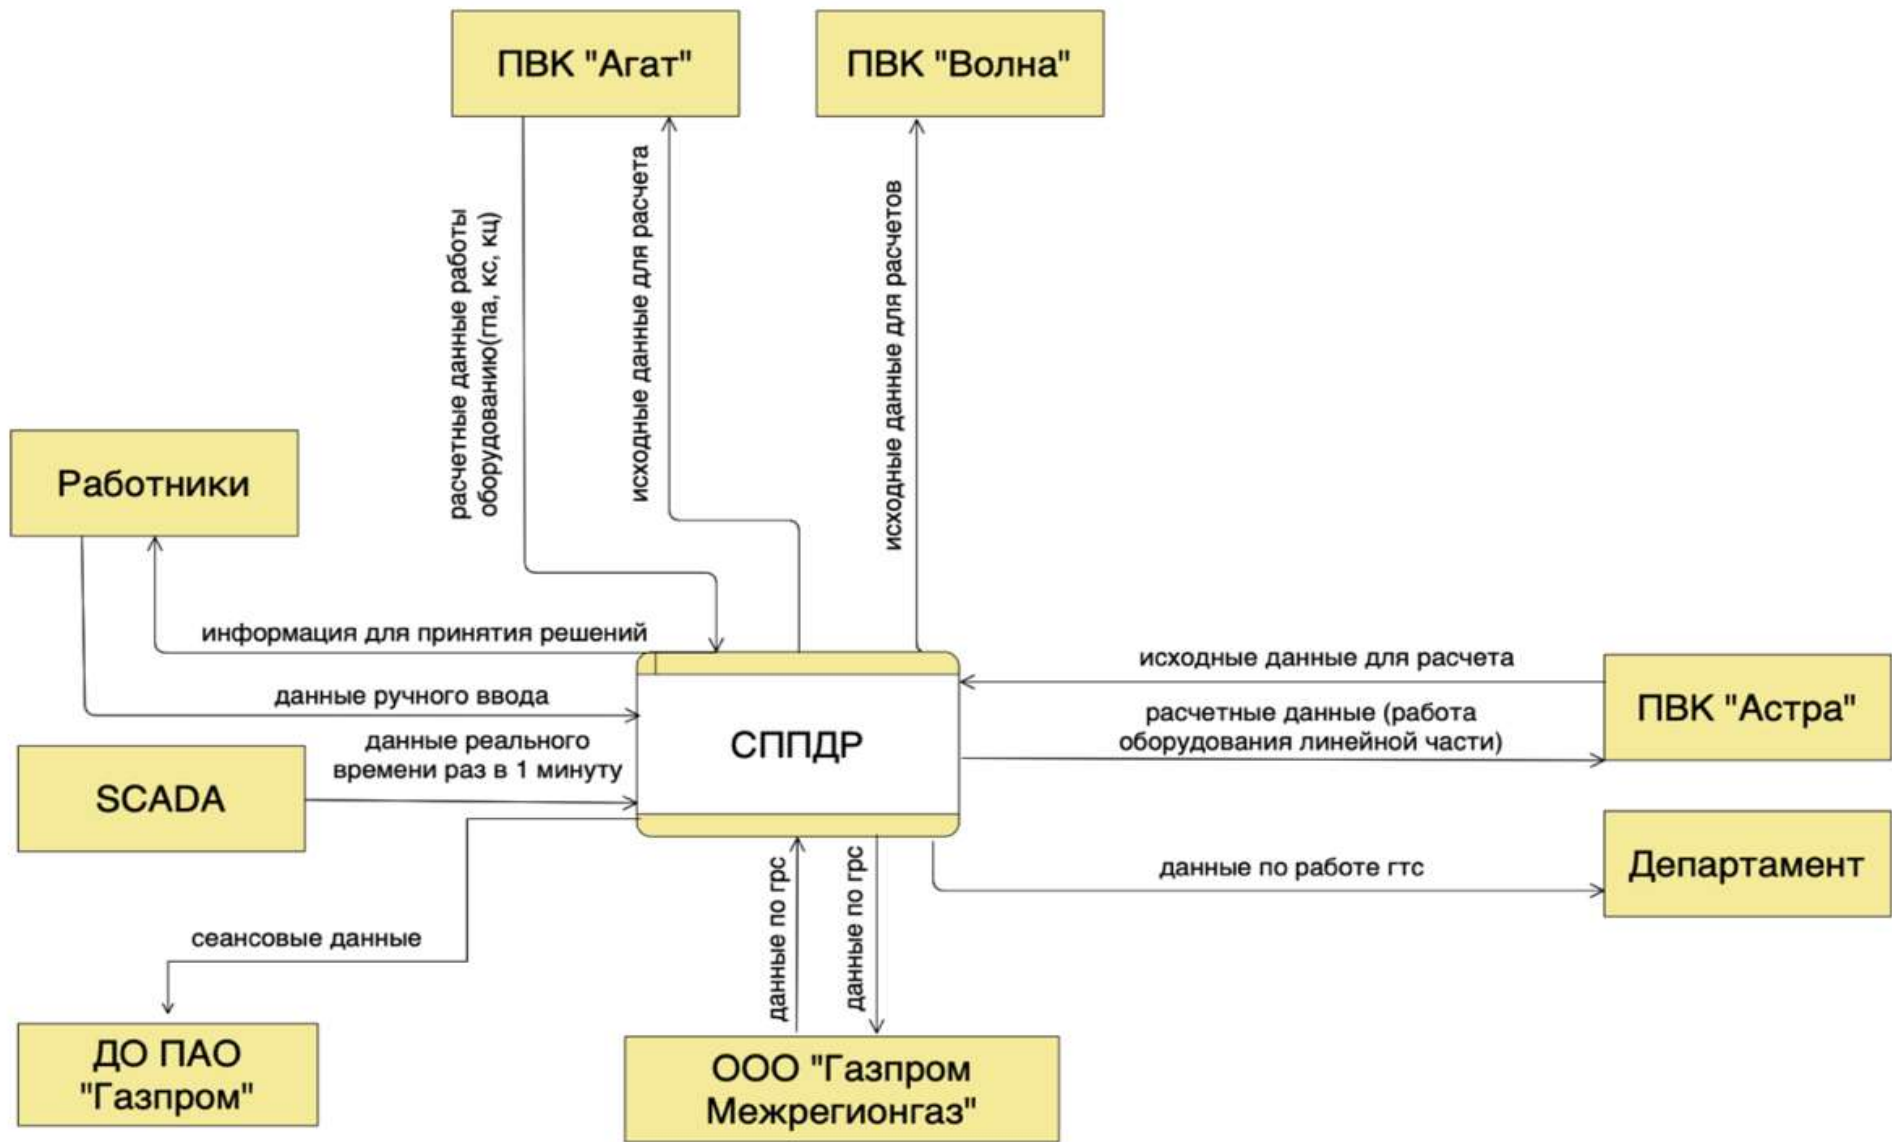 ПВК "Агат"
ПВК "Волна"
расчетные данные работы
оборудованию(гпа, кс, кц)
исходные данные для расчета
исходные данные для расчетов
Работники
информация для принятия решений
данные ручного ввода
данные реального
времени раз в 1 минуту
SCADA
СППДР
исходные данные для расчета
расчетные данные (работа
оборудования линейной части)
ПВК "Астра"
данные по работе гтс
Департамент
сеансовые данные
данные по грс
данные по грс
ДО ПАО
"Газпром"
ООО "Газпром
Межрегионгаз"